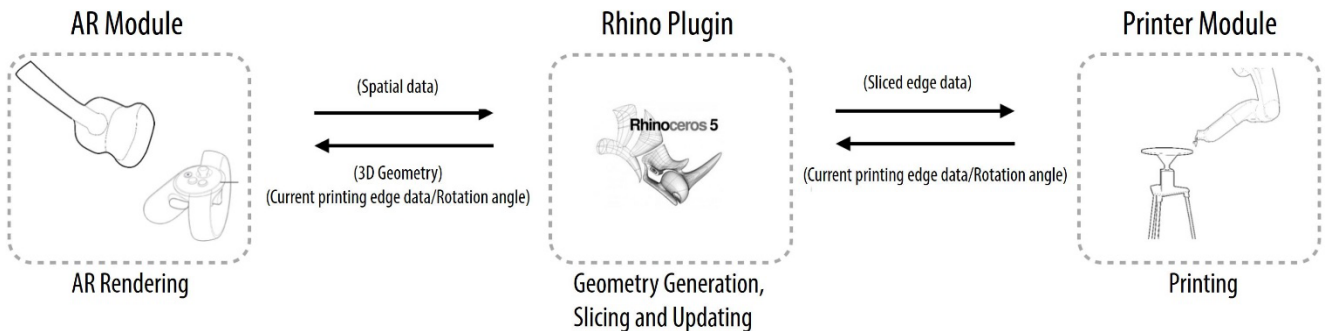 AR Module
Rhino Plugin
Printer Module
(Spatial data)
(3D Geometry)
(Current printing edge data/Rotation angle)
Rhinoceros 5
(Sliced edge data)
(Current printing edge data/Rotation angle)
AR Rendering
Geometry Generation,
Slicing and Updating
Printing